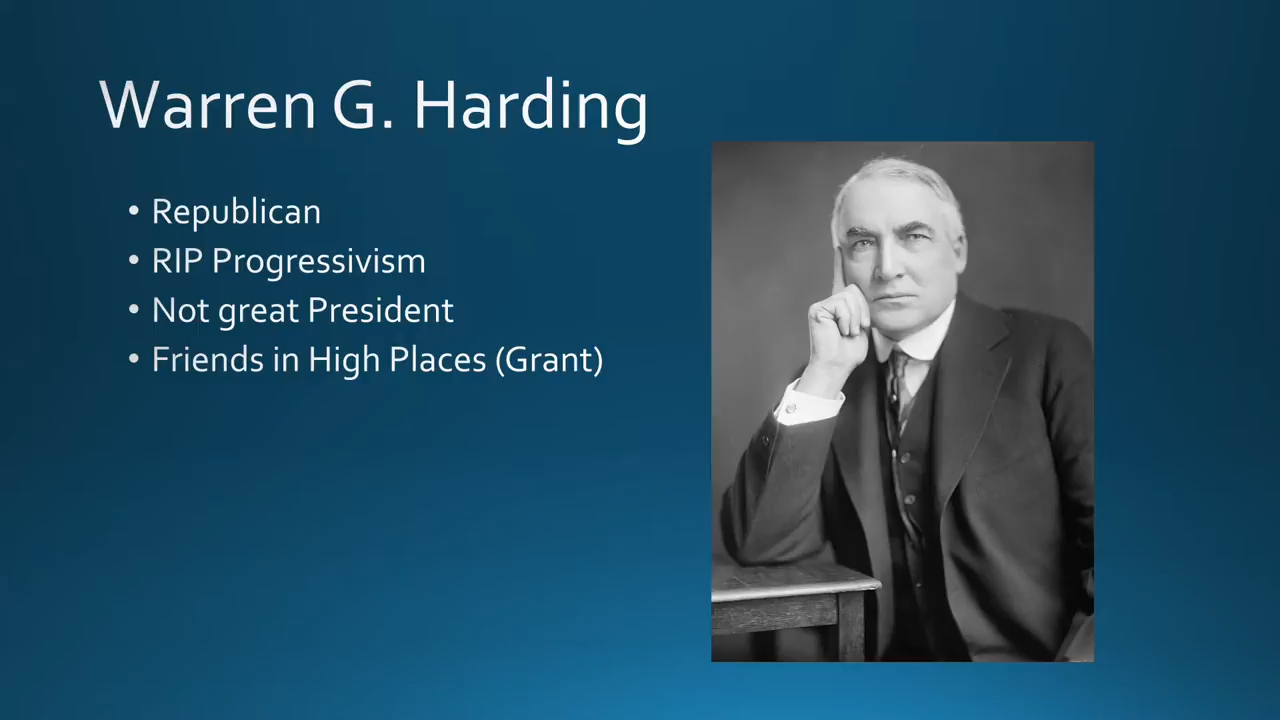 Warren G. Harding
• Republican
• RIP Progressivism
• Not great President
• Friends in High Places (Grant)